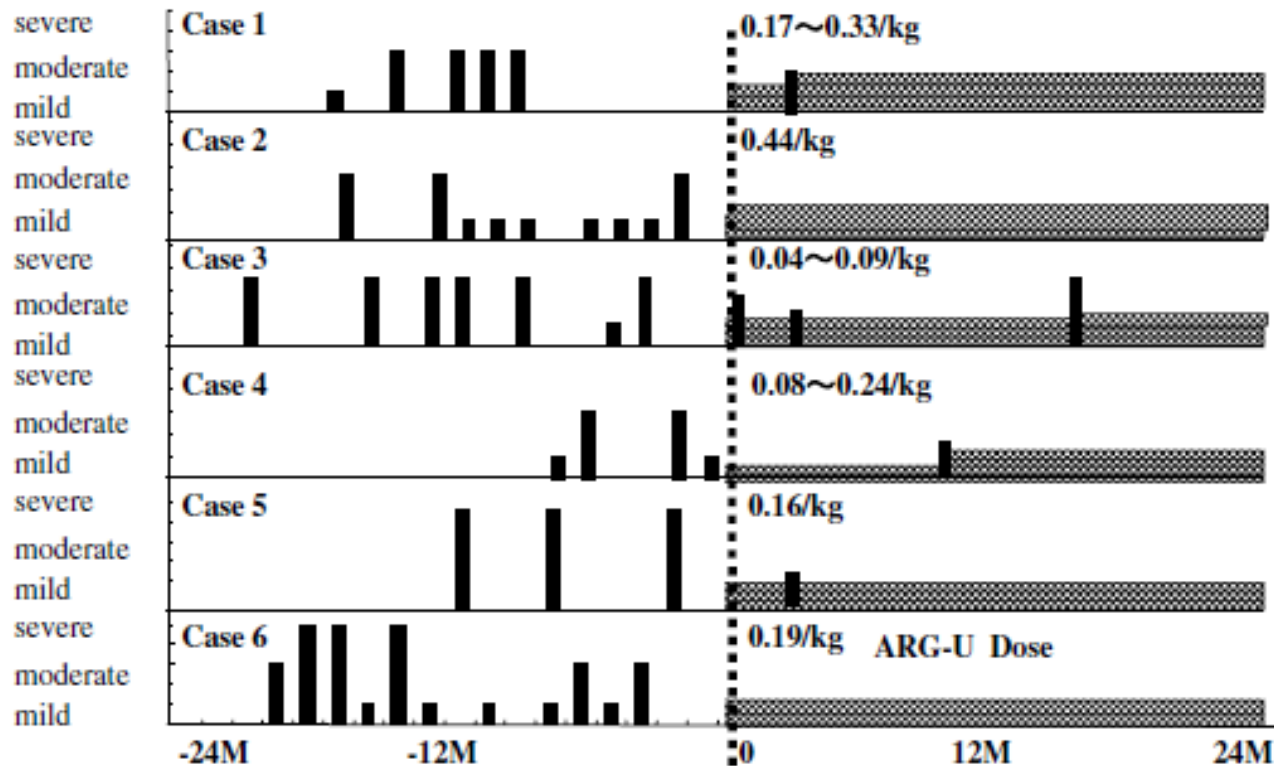 severe
Case 1
0.17～0.33/kg
moderate
mild
severe
Case 2
0.44/kg
moderate
mild
severe
Case 3
0.04～0.09/kg
moderate
mild
severe
Case 4
0.08～0.24/kg
moderate
mild
severe
Case 5
0.16/kg
moderate
mild
severe
Case 6
0.19/kg ARG-U Dose
moderate
mild
-24M -12M 0 12M 24M